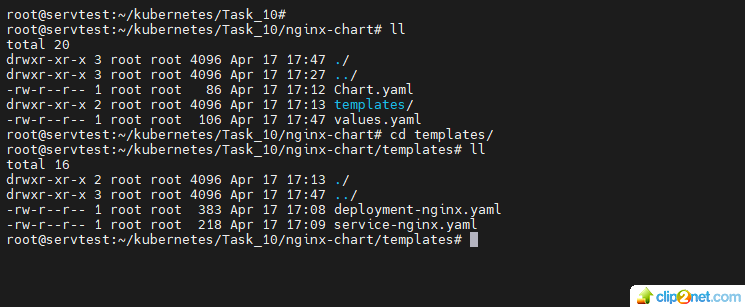 root@servtest:~/kubernetes/Task_10#
root@servtest:~/kubernetes/Task_10/nginx-chart# ll
total 20
drwxr-xr-x 3 root root 4096 Apr 17 17:47 ./
drwxr-xr-x 3 root root 4096 Apr 17 17:27 ../
-rw-r--r-- 1 root root   86 Apr 17 17:12 Chart.yaml
drwxr-xr-x 2 root root 4096 Apr 17 17:13 templates/
-rw-r--r-- 1 root root  106 Apr 17 17:47 values.yaml
root@servtest:~/kubernetes/Task_10/nginx-chart# cd templates/
root@servtest:~/kubernetes/Task_10/nginx-chart/templates# ll
total 16
drwxr-xr-x 2 root root 4096 Apr 17 17:13 ./
drwxr-xr-x 3 root root 4096 Apr 17 17:47 ../
-rw-r--r-- 1 root root  383 Apr 17 17:08 deployment-nginx.yaml
-rw-r--r-- 1 root root  218 Apr 17 17:09 service-nginx.yaml
root@servtest:~/kubernetes/Task_10/nginx-chart/templates#
clip2net.com